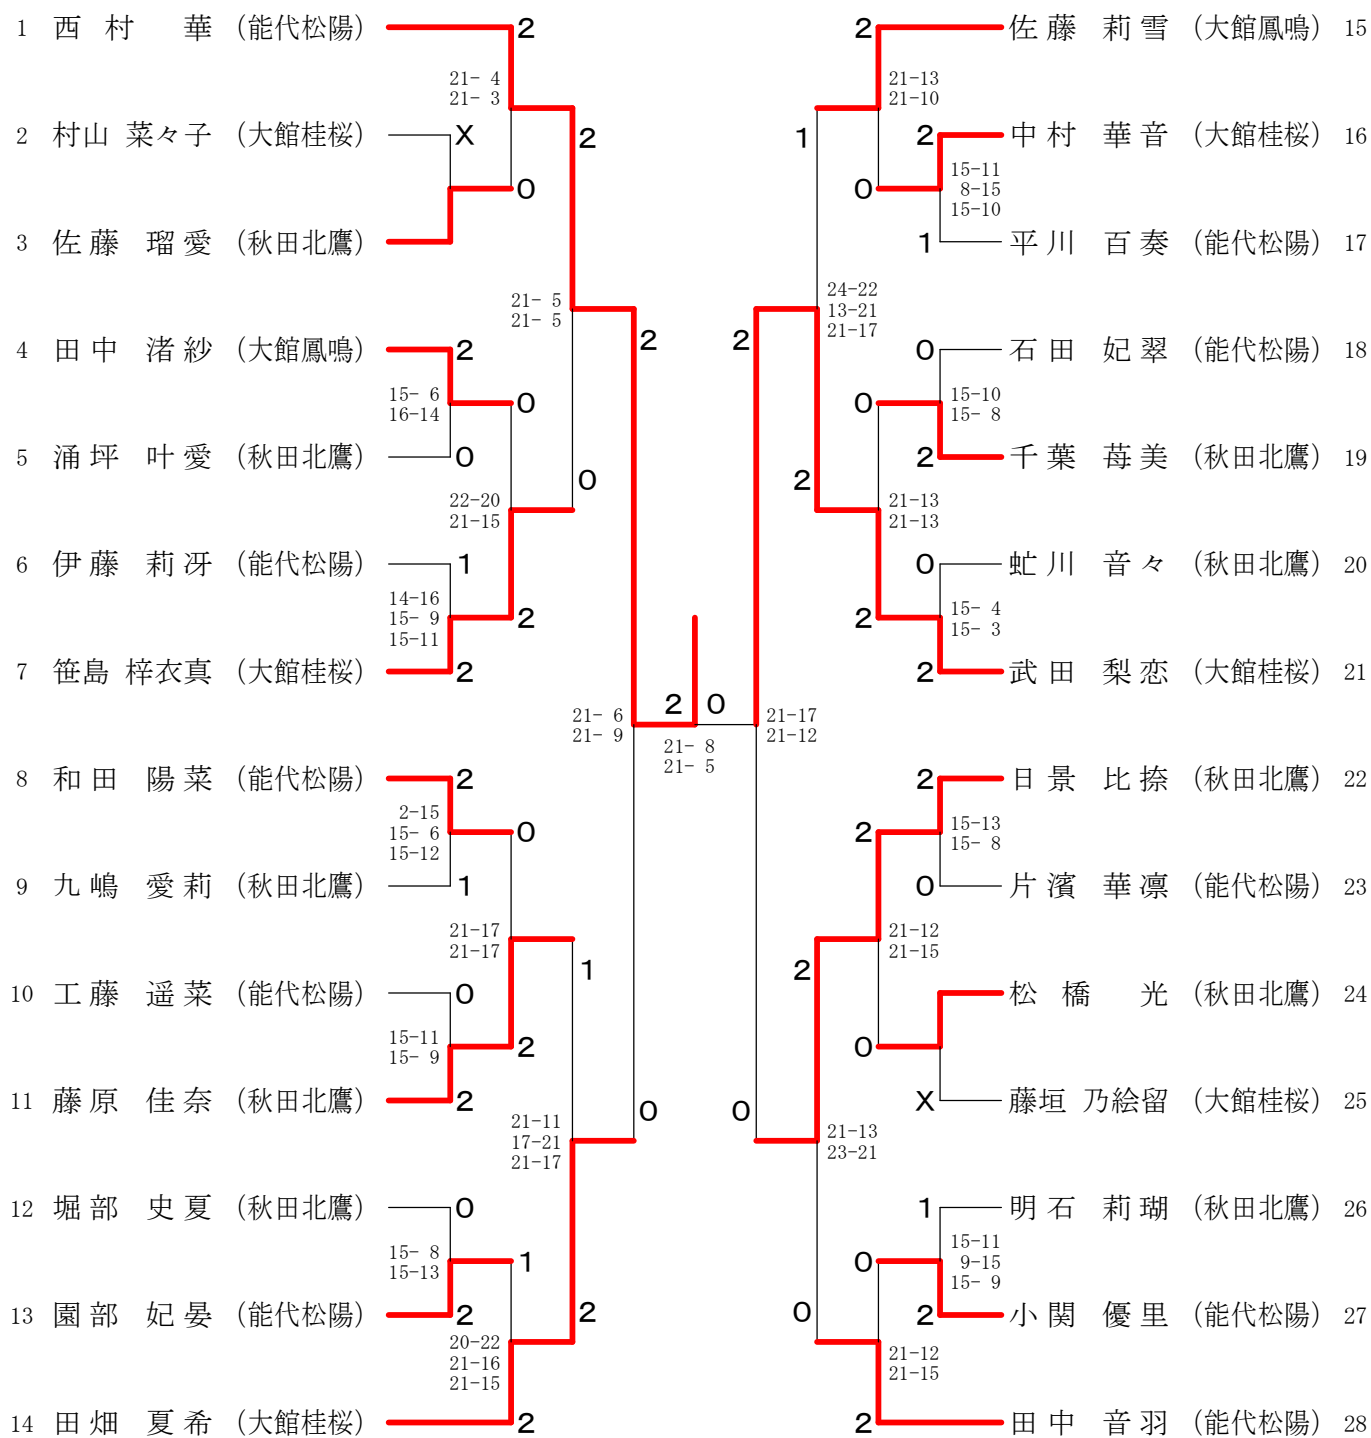 1 西村 華 (能代松陽) 2
21- 4
21- 3
2 村山 菜々子 (大館桂桜) X
2
0
3 佐藤 瑠愛 (秋田北鷹)
21- 5
21- 5
4 田中 渚紗 (大館鳳鳴) 2
2
15- 6
16-14
0
5 涌坪 叶愛 (秋田北鷹) 0
0
22-20
21-15
6 伊藤 莉冴 (能代松陽) 1
14-16
15- 9
15-11
2
7 笹島 梓衣真 (大館桂桜) 2
21- 6
21- 9
8 和田 陽菜 (能代松陽) 2
2-15
15- 6
15-12
0
9 九嶋 愛莉 (秋田北鷹) 1
21-17
21-17
1
10 工藤 遥菜 (能代松陽) 0
15-11
15- 9
2
11 藤原 佳奈 (秋田北鷹) 2
0
21-11
17-21
21-17
12 堀部 史夏 (秋田北鷹) 0
15- 8
15-13
1
13 園部 妃晏 (能代松陽) 2
2
20-22
21-16
21-15
14 田畑 夏希 (大館桂桜) 2
2 0
21- 8
21- 5
2 佐藤 莉雪 (大館鳳鳴) 15
21-13
21-10
1
2 中村 華音 (大館桂桜) 16
15-11
8-15
15-10
0
1 平川 百奏 (能代松陽) 17
24-22
13-21
21-17
2
0 石田 妃翠 (能代松陽) 18
15-10
15- 8
0
2 千葉 苺美 (秋田北鷹) 19
2
21-13
21-13
0 虻川 音々 (秋田北鷹) 20
15- 4
15- 3
2
2 武田 梨恋 (大館桂桜) 21
21-17
21-12
2 日景 比捺 (秋田北鷹) 22
15-13
15- 8
2
0 片濱 華凛 (能代松陽) 23
21-12
21-15
2
松橋 光 (秋田北鷹) 24
0
X 藤垣 乃絵留 (大館桂桜) 25
0
21-13
23-21
1 明石 莉瑚 (秋田北鷹) 26
15-11
9-15
15- 9
0
2 小関 優里 (能代松陽) 27
0
21-12
21-15
2 田中 音羽 (能代松陽) 28